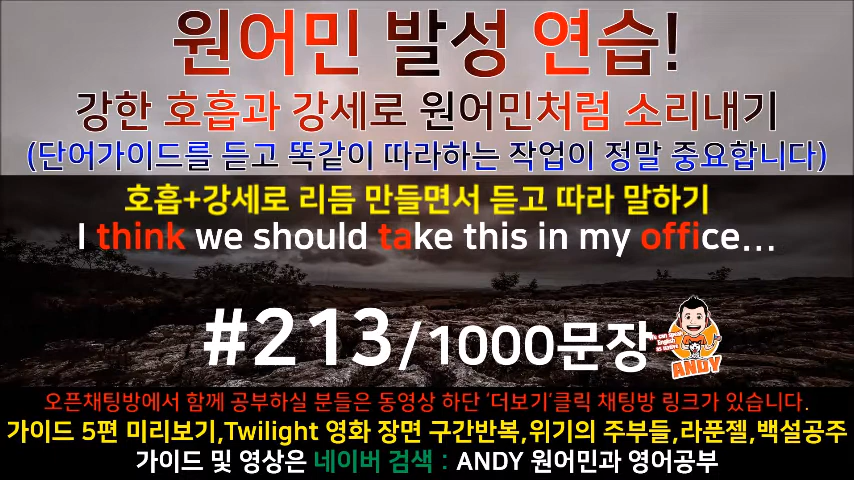 원어민 발성 연습!
강한 호흡과 강세로 원어민처럼 소리내기
(단어가이드를 듣고 똑같이 따라하는 작업이 정말 중요합니다)
호흡+강세로 리듬 만들면서 듣고 따라 말하기
I think we should take this in my office...
#213/1000문장
ANDY
오픈채팅방에서 함께 공부하실 분들은 동영상 하단 '더보기'클릭 채팅방 링크가 있습니다.
가이드 5편 미리보기,Twilight 영화 장면 구간반복,위기의 주부들,라푼젤,백설공주
가이드 및 영상은 네이버 검색 : ANDY 원어민과 영어공부